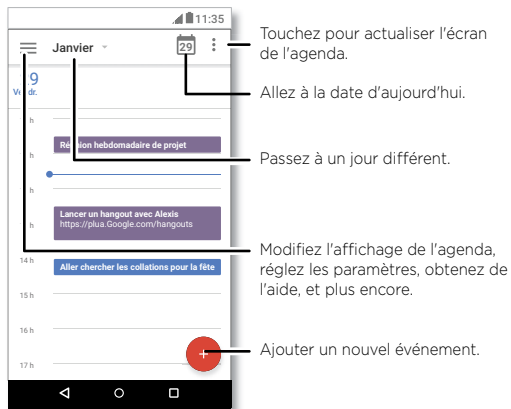 11:35
Janvier
29
9
Vendr.
h
Réunion hebdomadaire de projet
h
h
Lancer un hangout avec Alexis
https://plua.Google.com/hangouts
h
14 h
Aller chercher les collations pour la fête
15 h
16 h
17 h
Touchez pour actualiser l'écran
de l'agenda.
Allez à la date d'aujourd'hui.
Passez à un jour différent.
Modifiez l'affichage de l'agenda,
réglez les paramètres, obtenez de
l'aide, et plus encore.
Ajouter un nouvel événement.